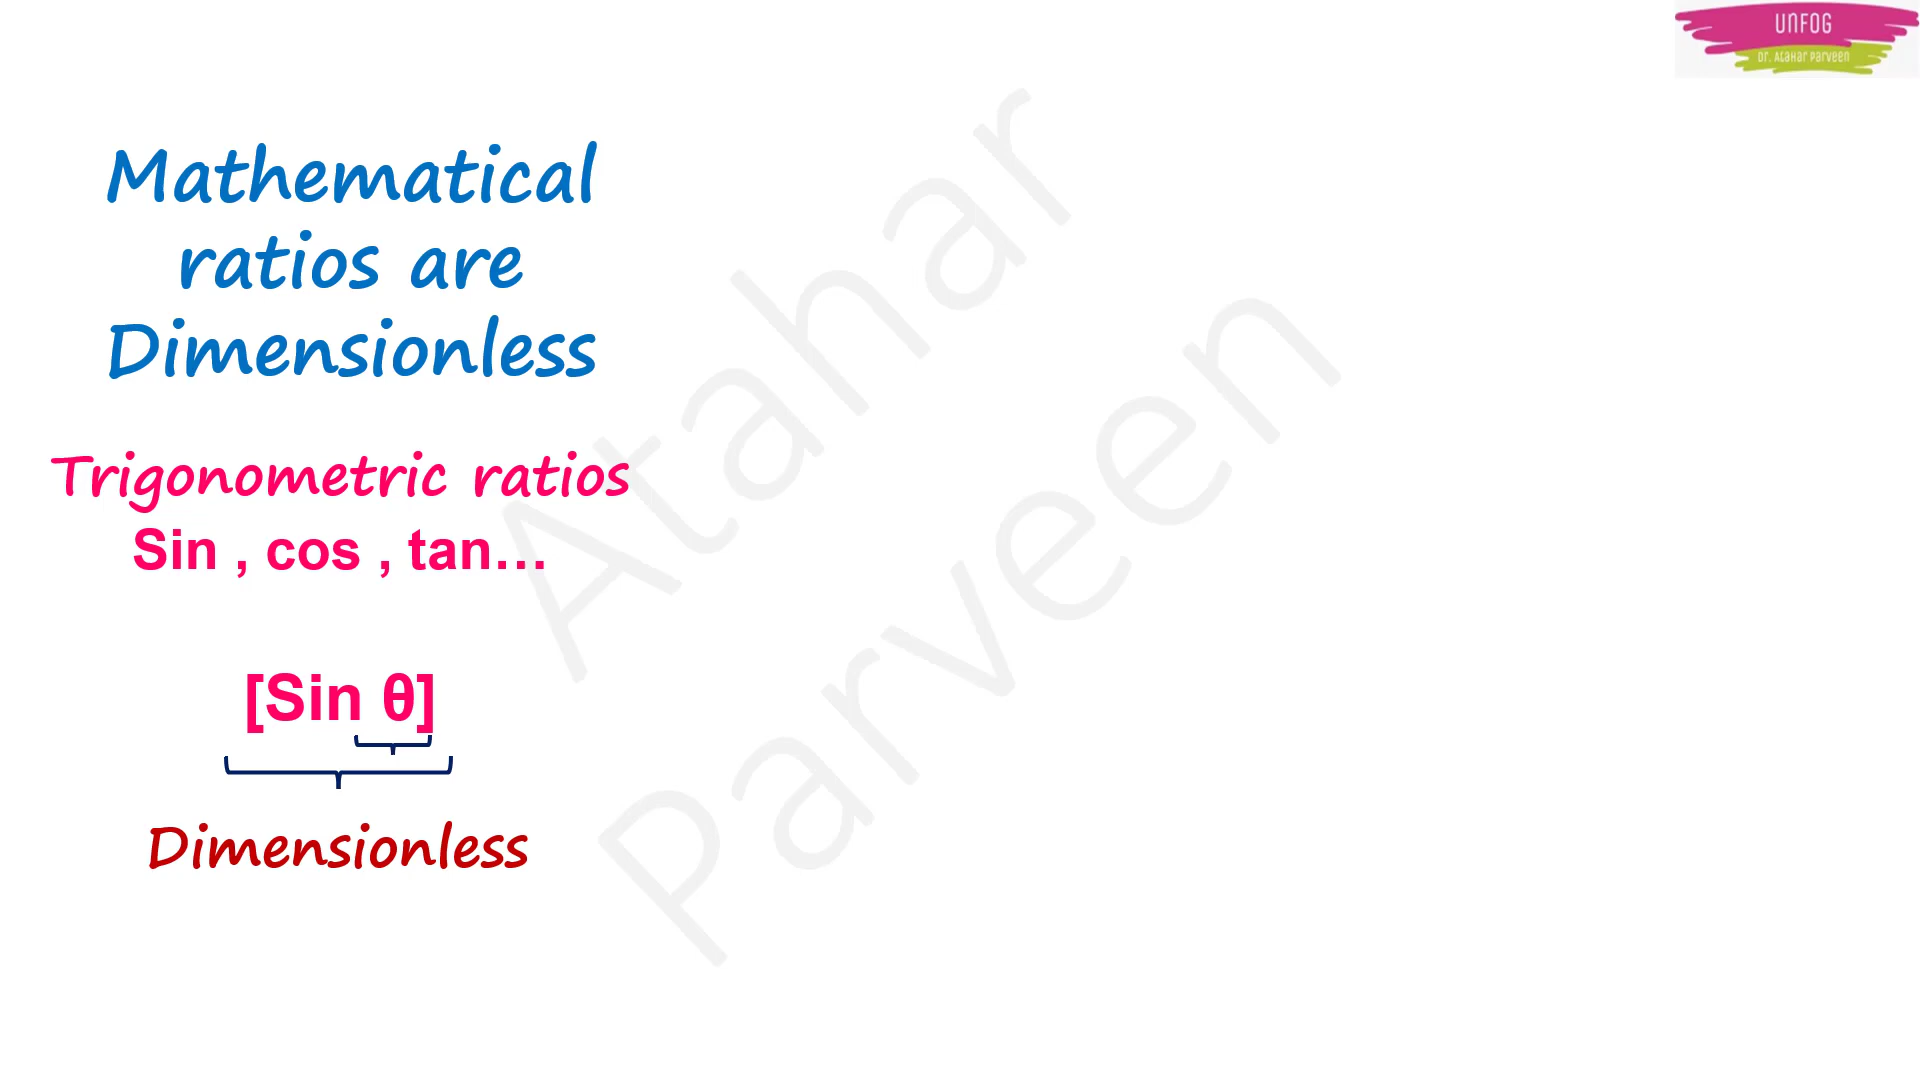 UNFOG
Dr. Atahar Parveen
Mathematical
ratios are
Dimensionless
Trigonometric ratios
Sin , cos , tan...
[Sin θ]
Dimensionless
Atahar
Parveen